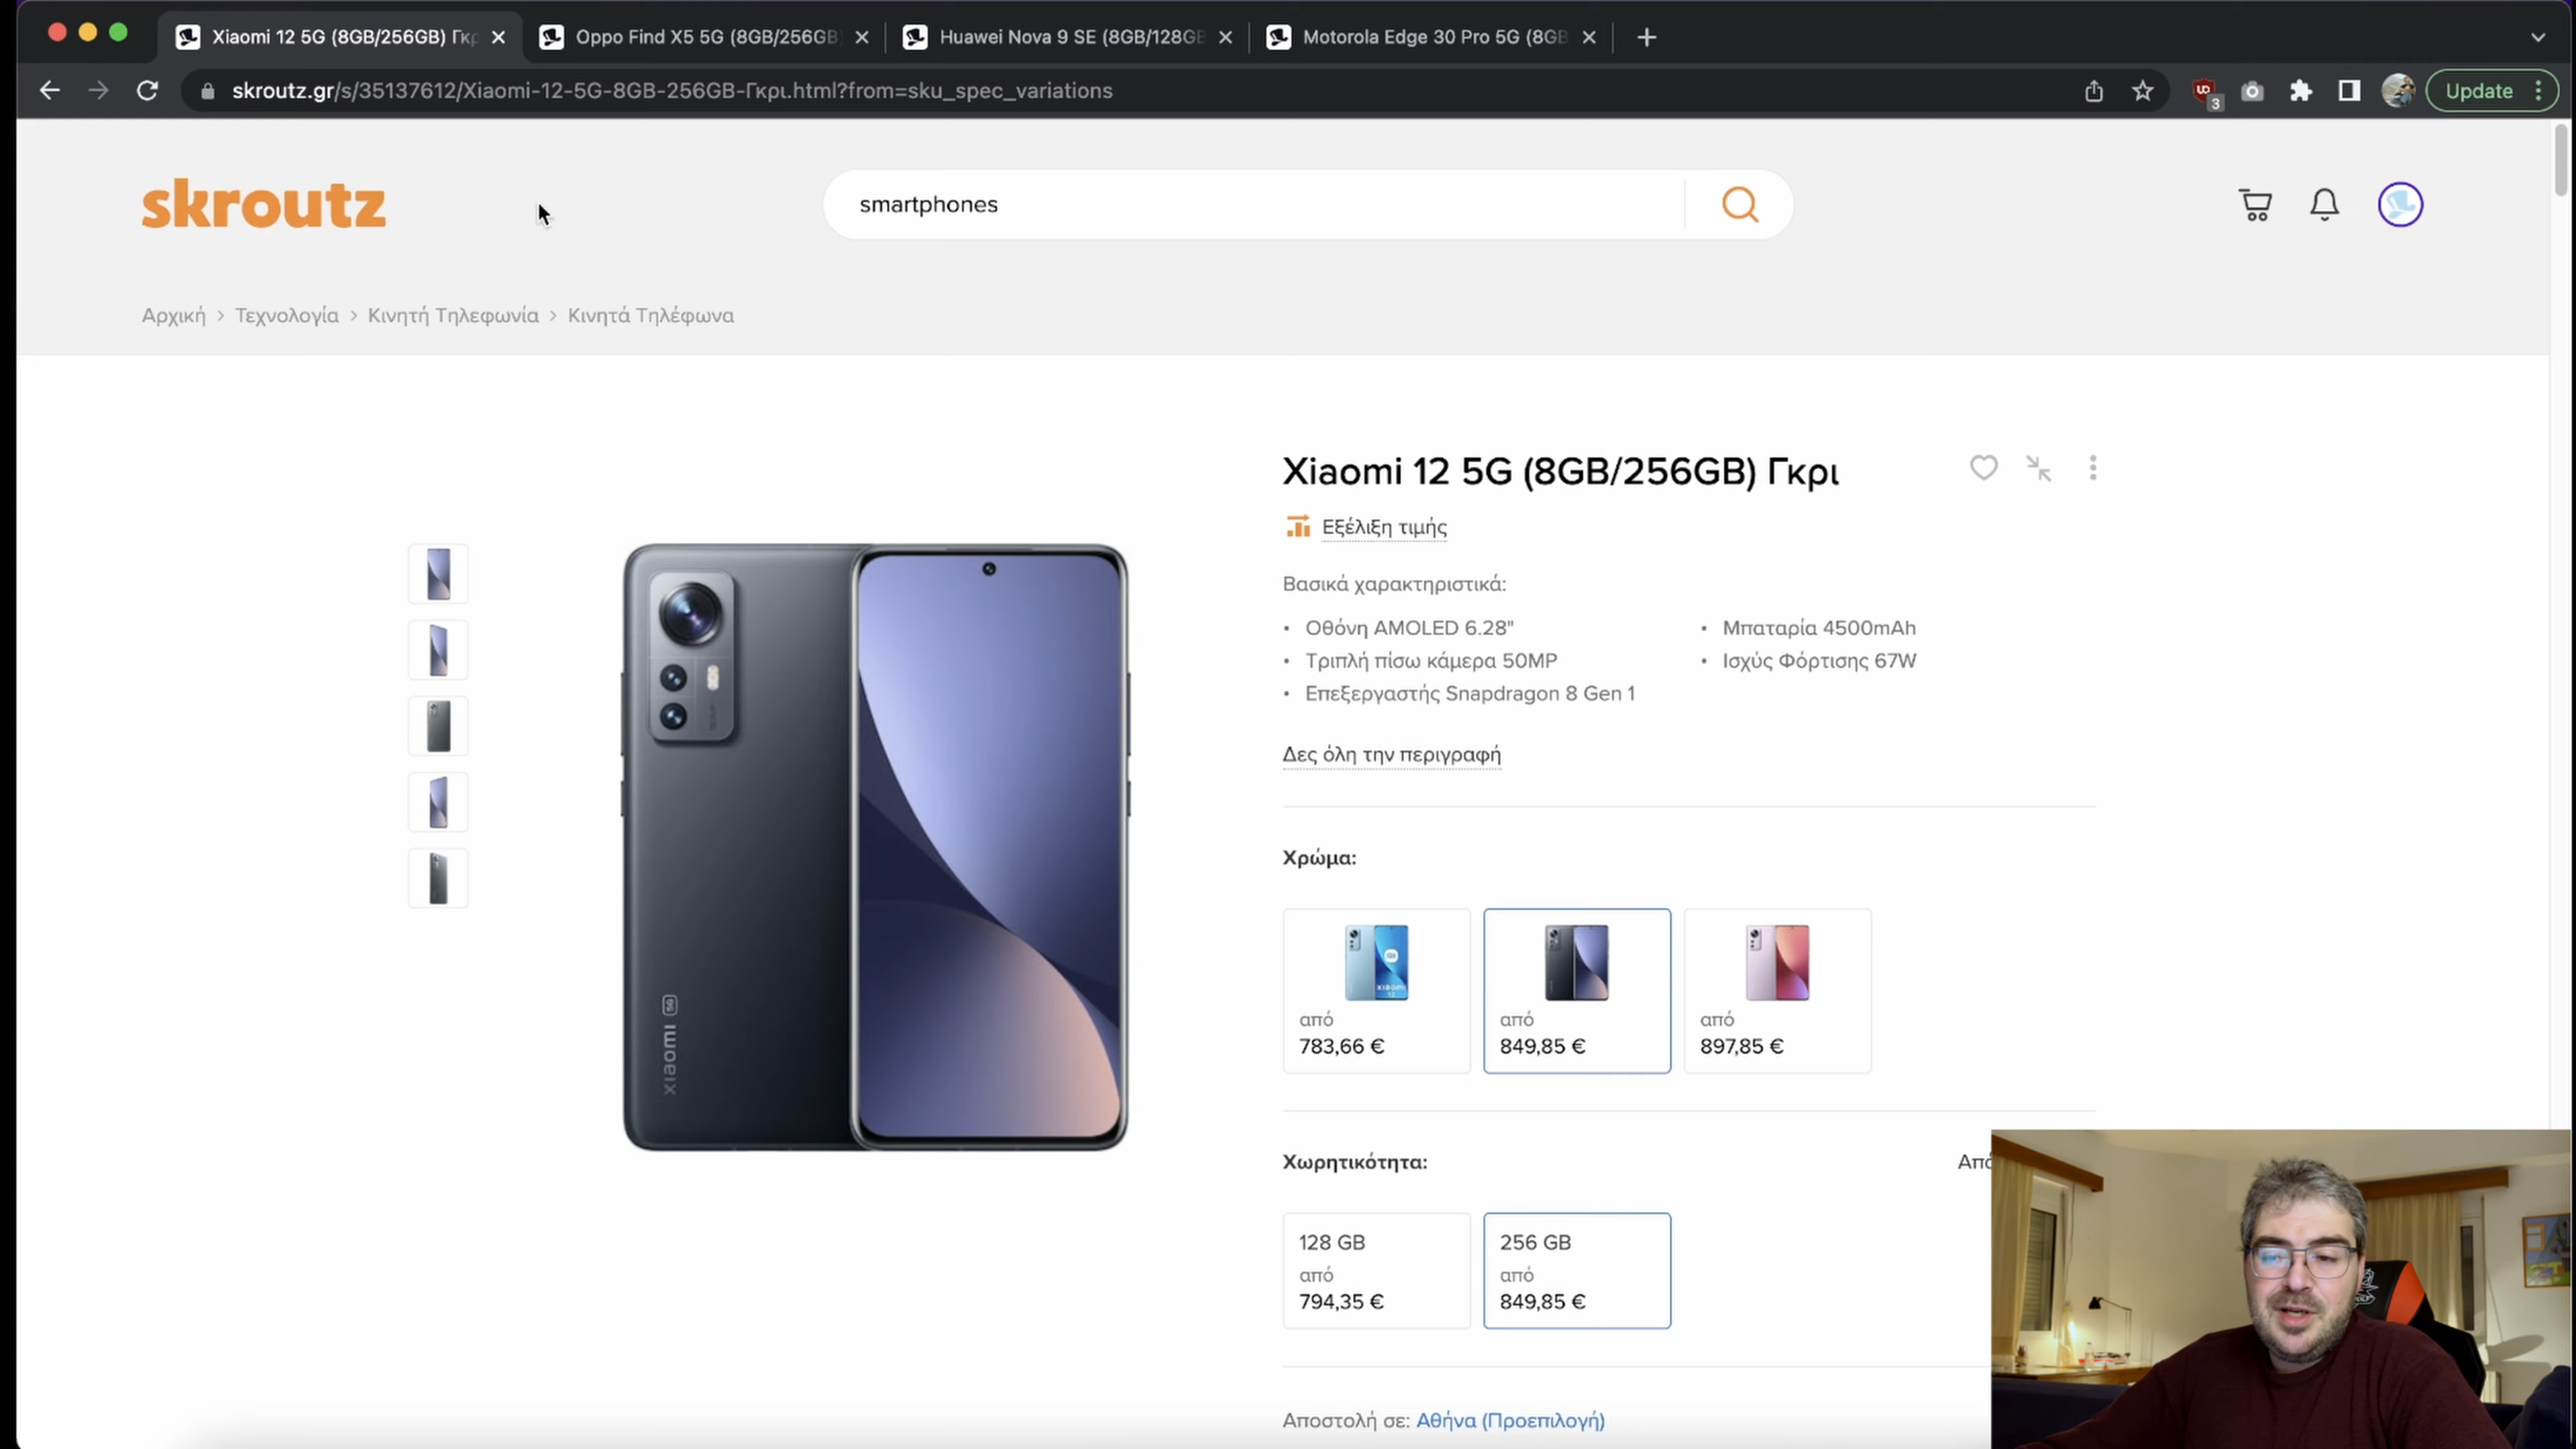 Xiaomi 12 5G (8GB/256GB) Γκρ
Oppo Find X5 5G (8GB/256GB)
Huawei Nova 9 SE (8GB/128GB
Motorola Edge 30 Pro 5G (8GB
skroutz.gr/s/35137612/Xiaomi-12-5G-8GB-256GB-Γκρι.html?from=sku_spec_variations
3
Update
skroutz
smartphones
Αρχική > Τεχνολογία > Κινητή Τηλεφωνία > Κινητά Τηλέφωνα
Xiaomi 12 5G (8GB/256GB) Γκρι
Εξέλιξη τιμής
Βασικά χαρακτηριστικά:
• Οθόνη AMOLED 6.28"
• Τριπλή πίσω κάμερα 50MP
• Επεξεργαστής Snapdragon 8 Gen 1
• Μπαταρία 4500mAh
• Ισχύς Φόρτισης 67W
Δες όλη την περιγραφή
xiaomi 5G
Χρώμα:
από
783,66 €
από
849,85 €
από
897,85 €
Χωρητικότητα:
Από
128 GB
από
794,35 €
256 GB
από
849,85 €
Αποστολή σε: Αθήνα (Προεπιλογή)